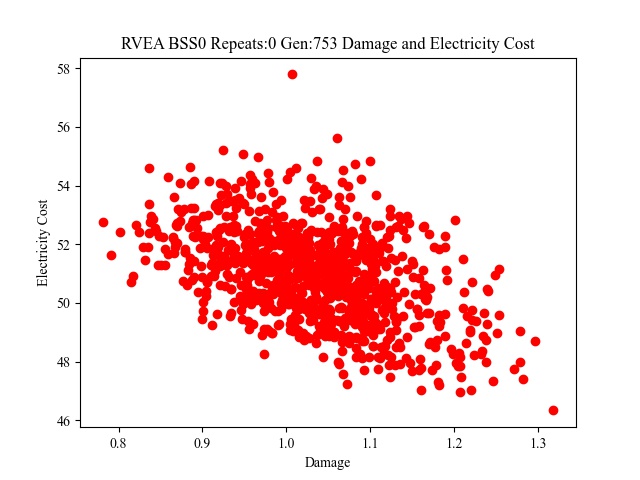 RVEA BSS0 Repeats:0 Gen:753 Damage and Electricity Cost
58
56
54
52
50
48
46
Electricity Cost
0.8 0.9 1.0 1.1 1.2 1.3
Damage